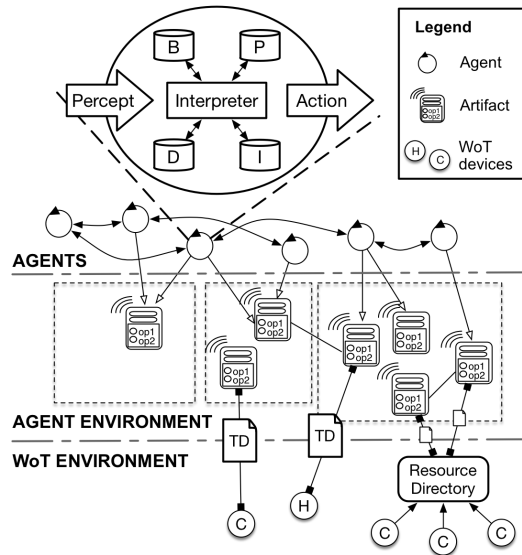 Legend
Agent
Artifact
WoT
devices
H
C
op1
op2
B
P
Percept
Interpreter
Action
D
I
AGENTS
op1
op2
op1
op2
op1
op2
op1
op2
op1
op2
op1
op2
op1
op2
AGENT ENVIRONMENT
TD
TD
WoT ENVIRONMENT
Resource
Directory
H
C
C
C
C